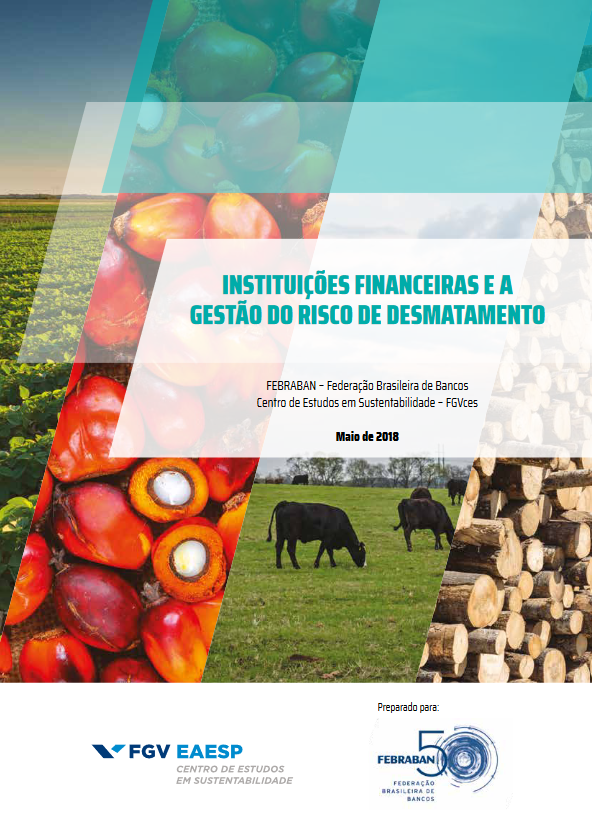 INSTITUIÇÕES FINANCEIRAS E A
GESTÃO DO RISCO DE DESMATAMENTO
FEBRABAN – Federação Brasileira de Bancos
Centro de Estudos em Sustentabilidade – FGVces
Maio de 2018
Preparado para:
FGV EAESP
CENTRO DE ESTUDOS
EM SUSTENTABILIDADE
50
FEBRABAN
FEDERAÇÃO
BRASILEIRA DE
BANCOS